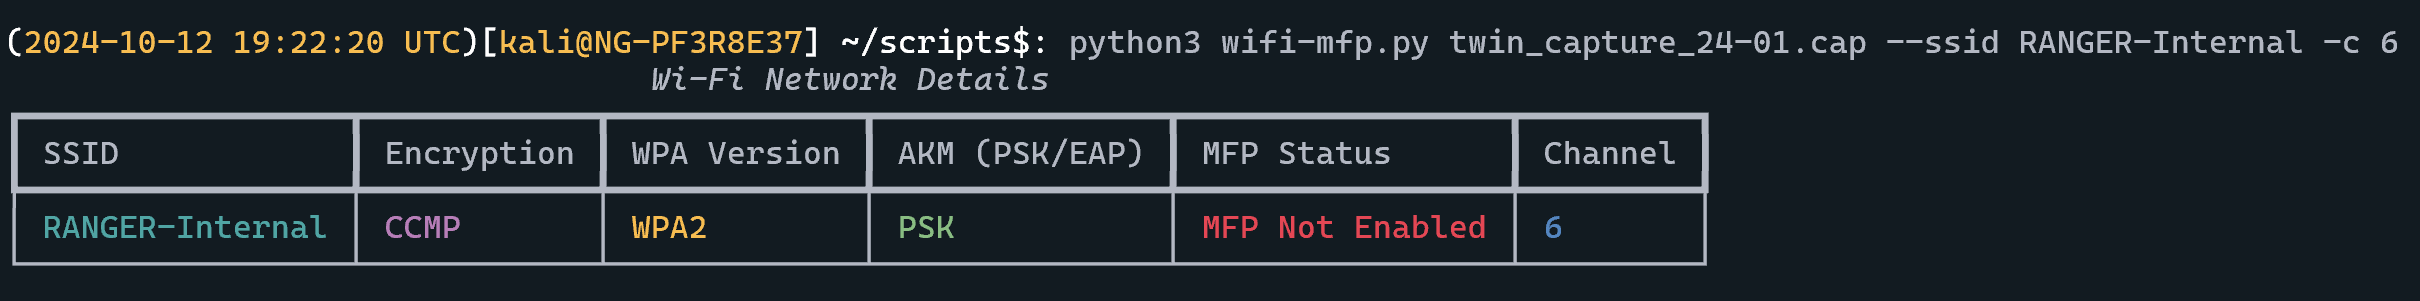 (2024-10-12 19:22:20 UTC)[kali@NG-PF3R8E37] ~/scripts$: python3 wifi-mfp.py twin_capture_24-01.cap --ssid RANGER-Internal -c 6
Wi-Fi Network Details
SSID Encryption WPA Version AKM (PSK/EAP) MFP Status Channel
RANGER-Internal CCMP WPA2 PSK MFP Not Enabled 6